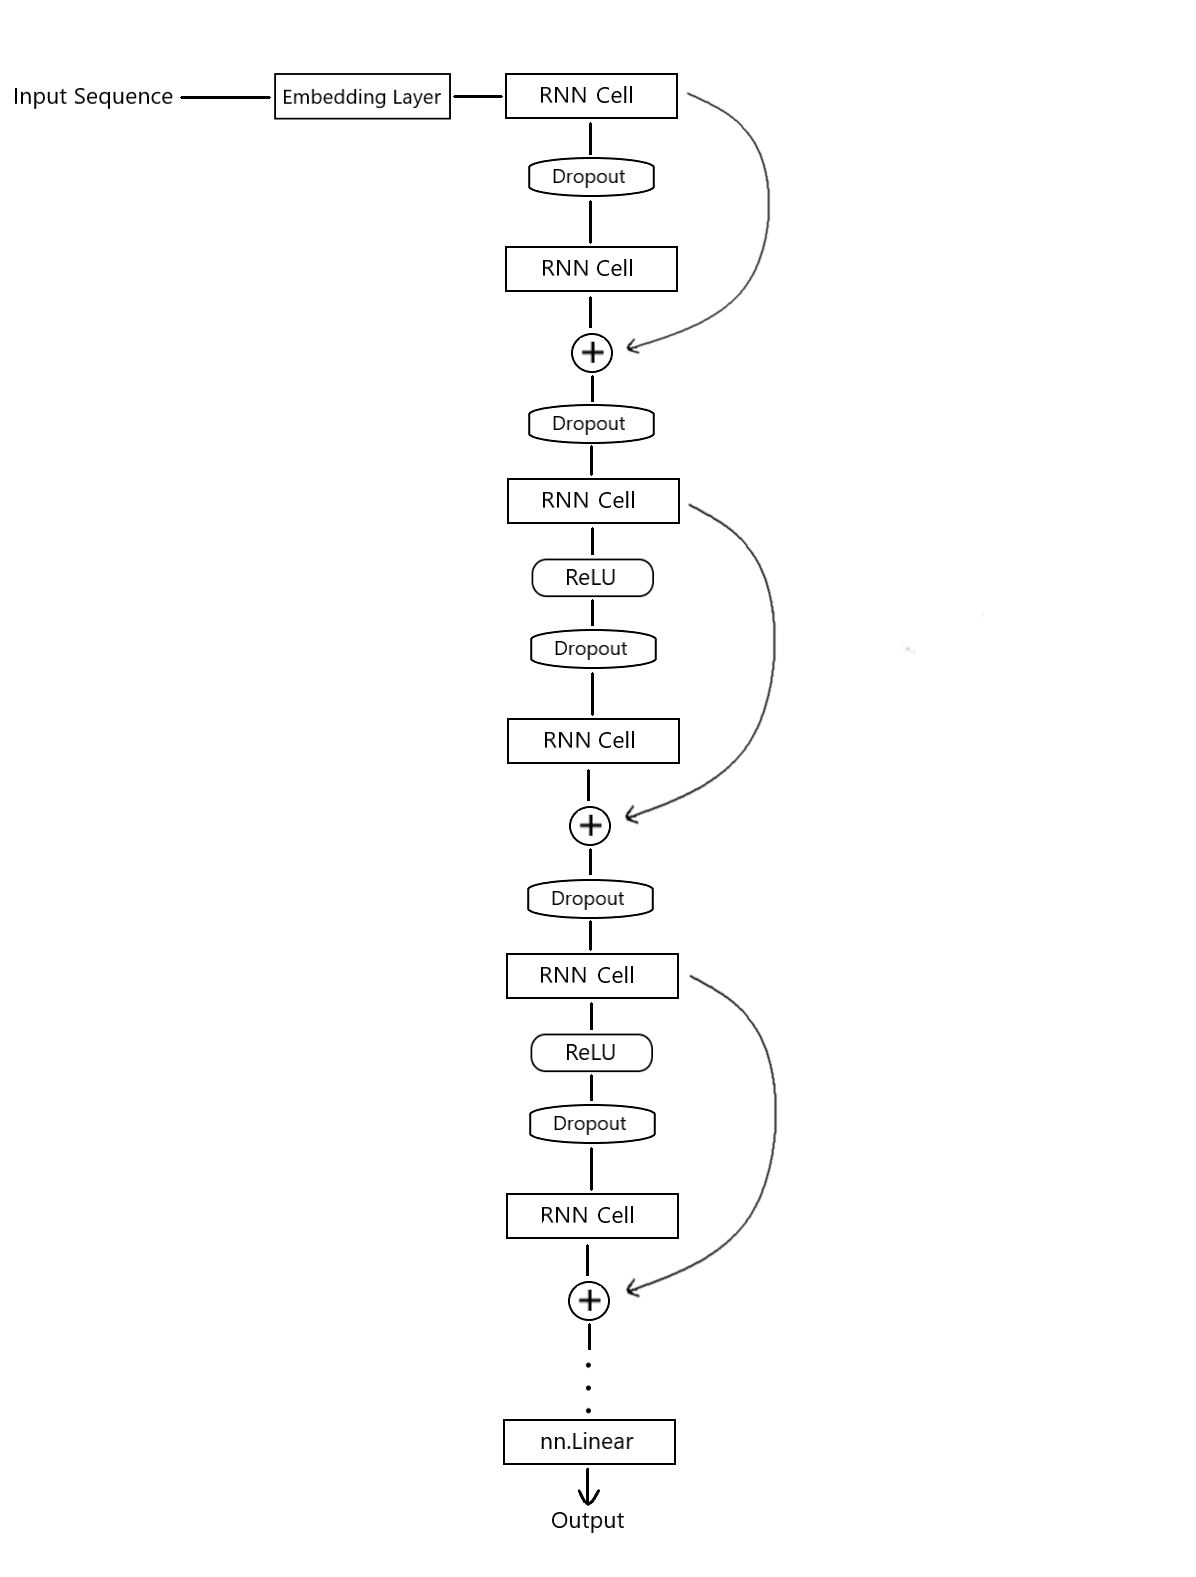 Input Sequence
Embedding Layer
RNN Cell
Dropout
RNN Cell
+
Dropout
RNN Cell
ReLU
Dropout
RNN Cell
+
Dropout
RNN Cell
ReLU
Dropout
RNN Cell
+
nn.Linear
Output